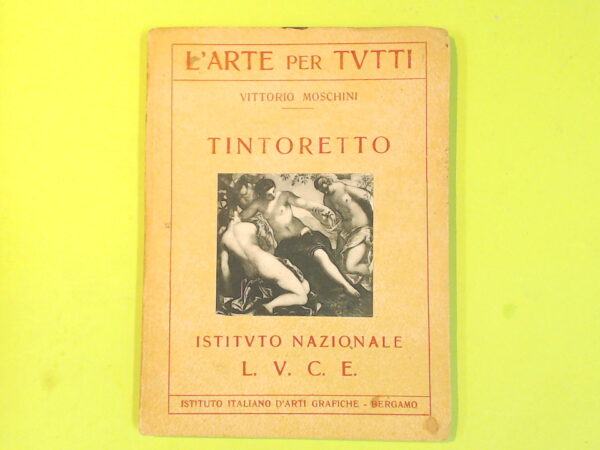 L'ARTE PER TVTTI
VITTORIO MOSCHINI
TINTORETTO
ISTITVTO NAZIONALE
L. V. C. E.
ISTITUTO ITALIANO D'ARTI GRAFICHE - BERGAMO